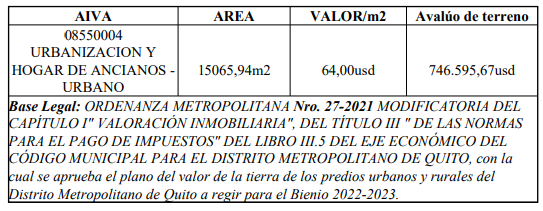 AIVA AREA VALOR/m2 Avalúo de terreno
08550004
URBANIZACION Y
HOGAR DE ANCIANOS -
URBANO
15065,94m2 64,00usd 746.595,67usd
Base Legal: ORDENANZA METROPOLITANA Nro. 27-2021 MODIFICATORIA DEL
CAPÍTULO I" VALORACIÓN INMOBILIARIA", DEL TÍTULO III " DE LAS NORMAS
PARA EL PAGO DE IMPUESTOS" DEL LIBRO III.5 DEL EJE ECONÓMICO DEL
CÓDIGO MUNICIPAL PARA EL DISTRITO METROPOLITANO DE QUITO, con la
cual se aprueba el plano del valor de la tierra de los predios urbanos y rurales del
Distrito Metropolitano de Quito a regir para el Bienio 2022-2023.